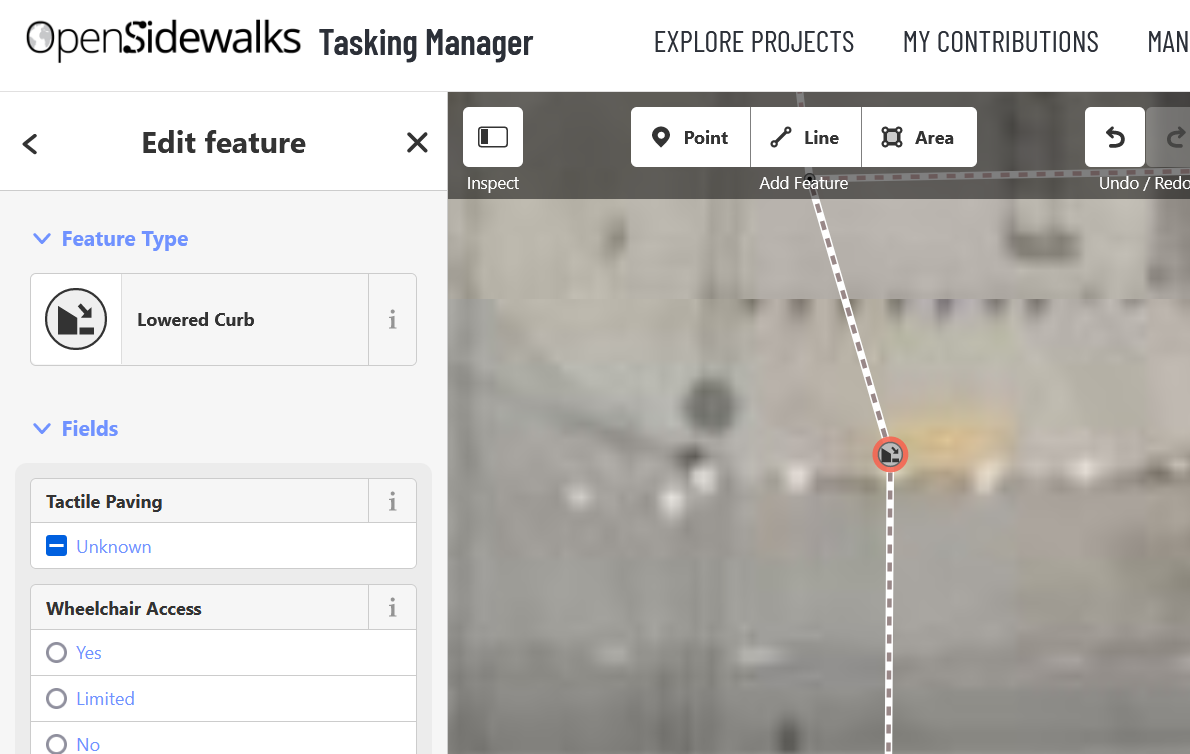 OpenSidewalks Tasking Manager EXPLORE PROJECTS MY CONTRIBUTIONS MAN
Edit feature
Point Line Area
Inspect Add Feature Undo / Redo
Feature Type
Lowered Curb i
Fields
Tactile Paving i
Unknown
Wheelchair Access i
Yes
Limited
No